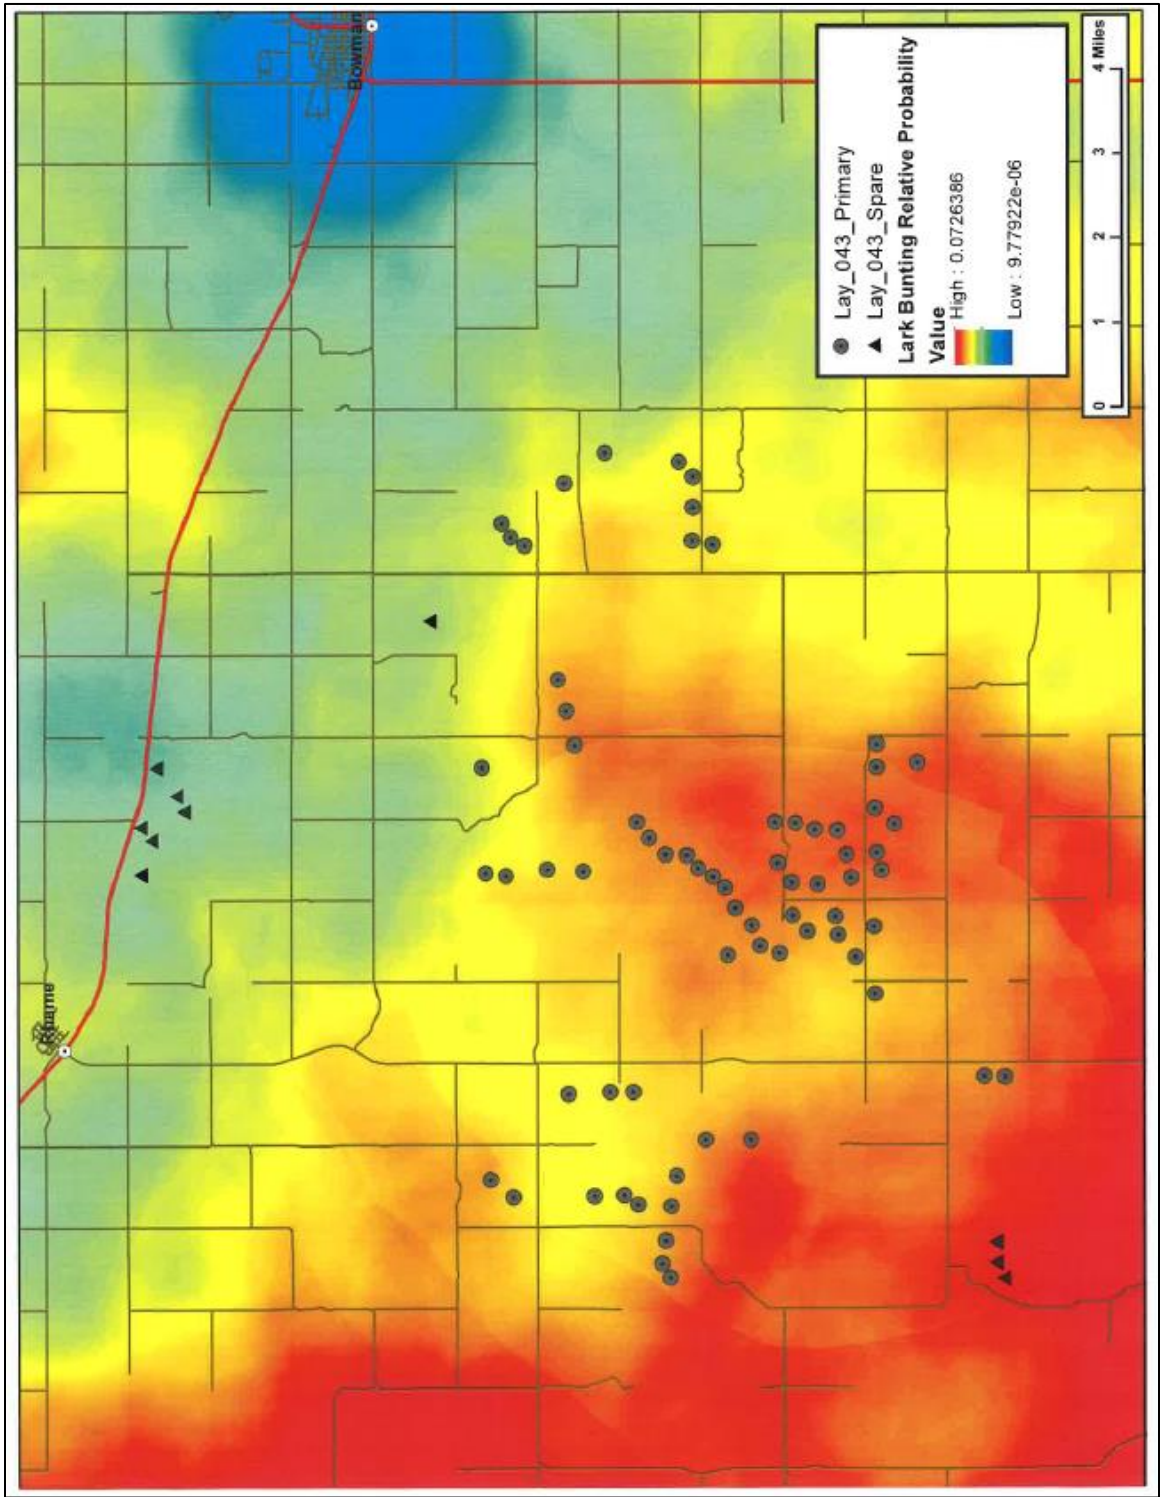 Bowman
Rhame
Lay_043_Primary
Lay_043_Spare
Lark Bunting Relative Probability
Value
High : 0.0726386
Low : 9.77922e-06
0 1 2 3 4 Miles